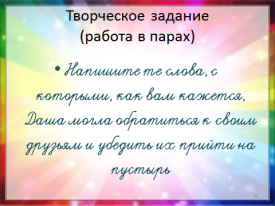 Творческое задание
(работа в парах)
• Напишите те слова, с
которыми, как вам кажется,
Даша могла обратиться к своим
друзьям и убедить их прийти на
пустырь